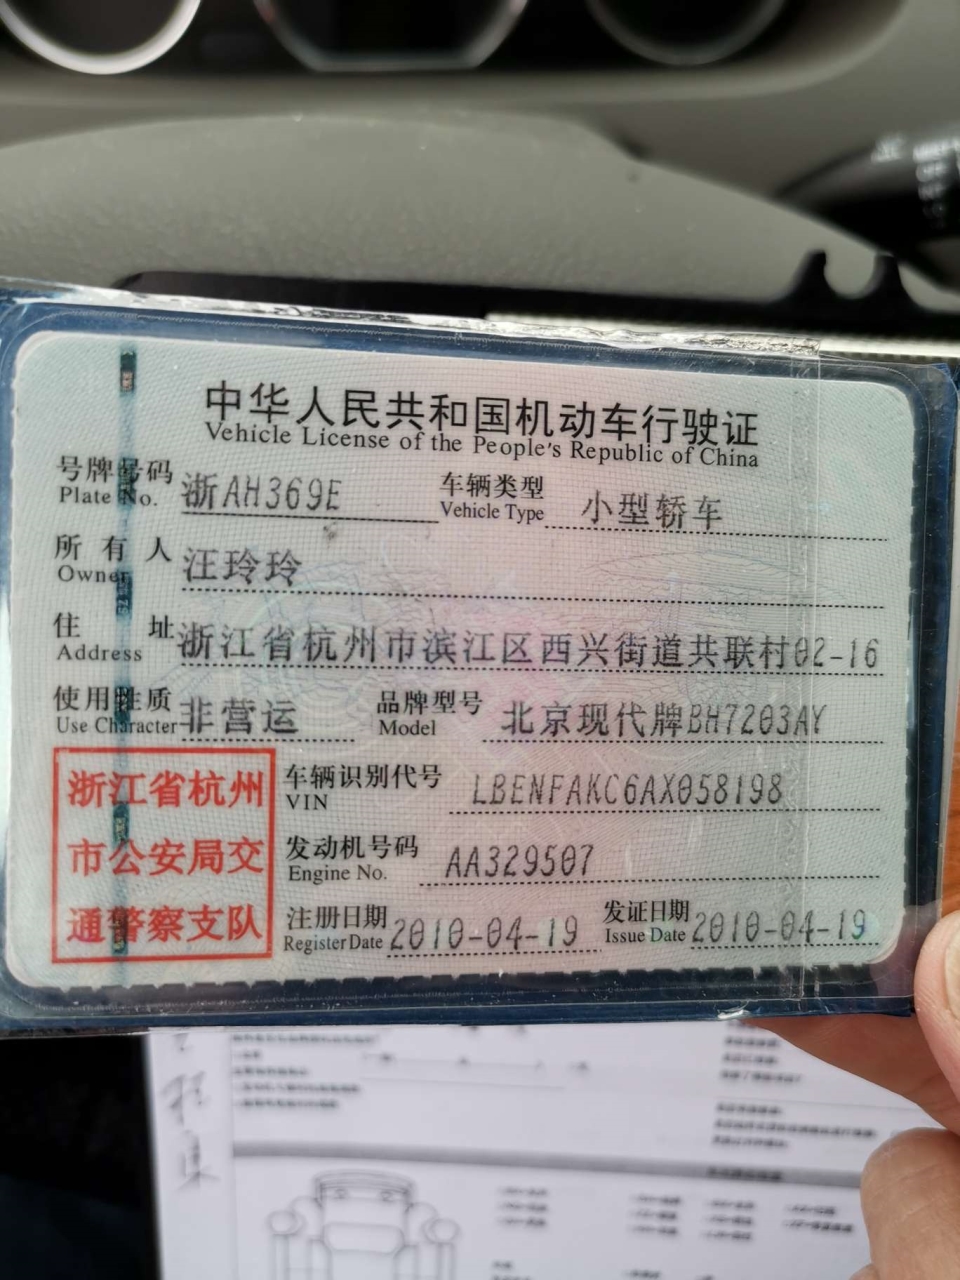 中华人民共和国机动车行驶证
Vehicle License of the People's Republic of China
号牌号码 浙AH369E 车辆类型 小型轿车
Plate No. Vehicle Type
所有人 汪玲玲
Owner
住址 浙江省杭州市滨江区西兴街道共联村02-16
Address
使用性质 非营运 品牌型号 北京现代牌BH7203AY
Use Character Model
浙江省杭州
市公安局交
通警察支队
车辆识别代号 LBENFAKC6AX058198
VIN
发动机号码 AA329507
Engine No.
注册日期 2010-04-19 发证日期 2010-04-19
Register Date Issue Date